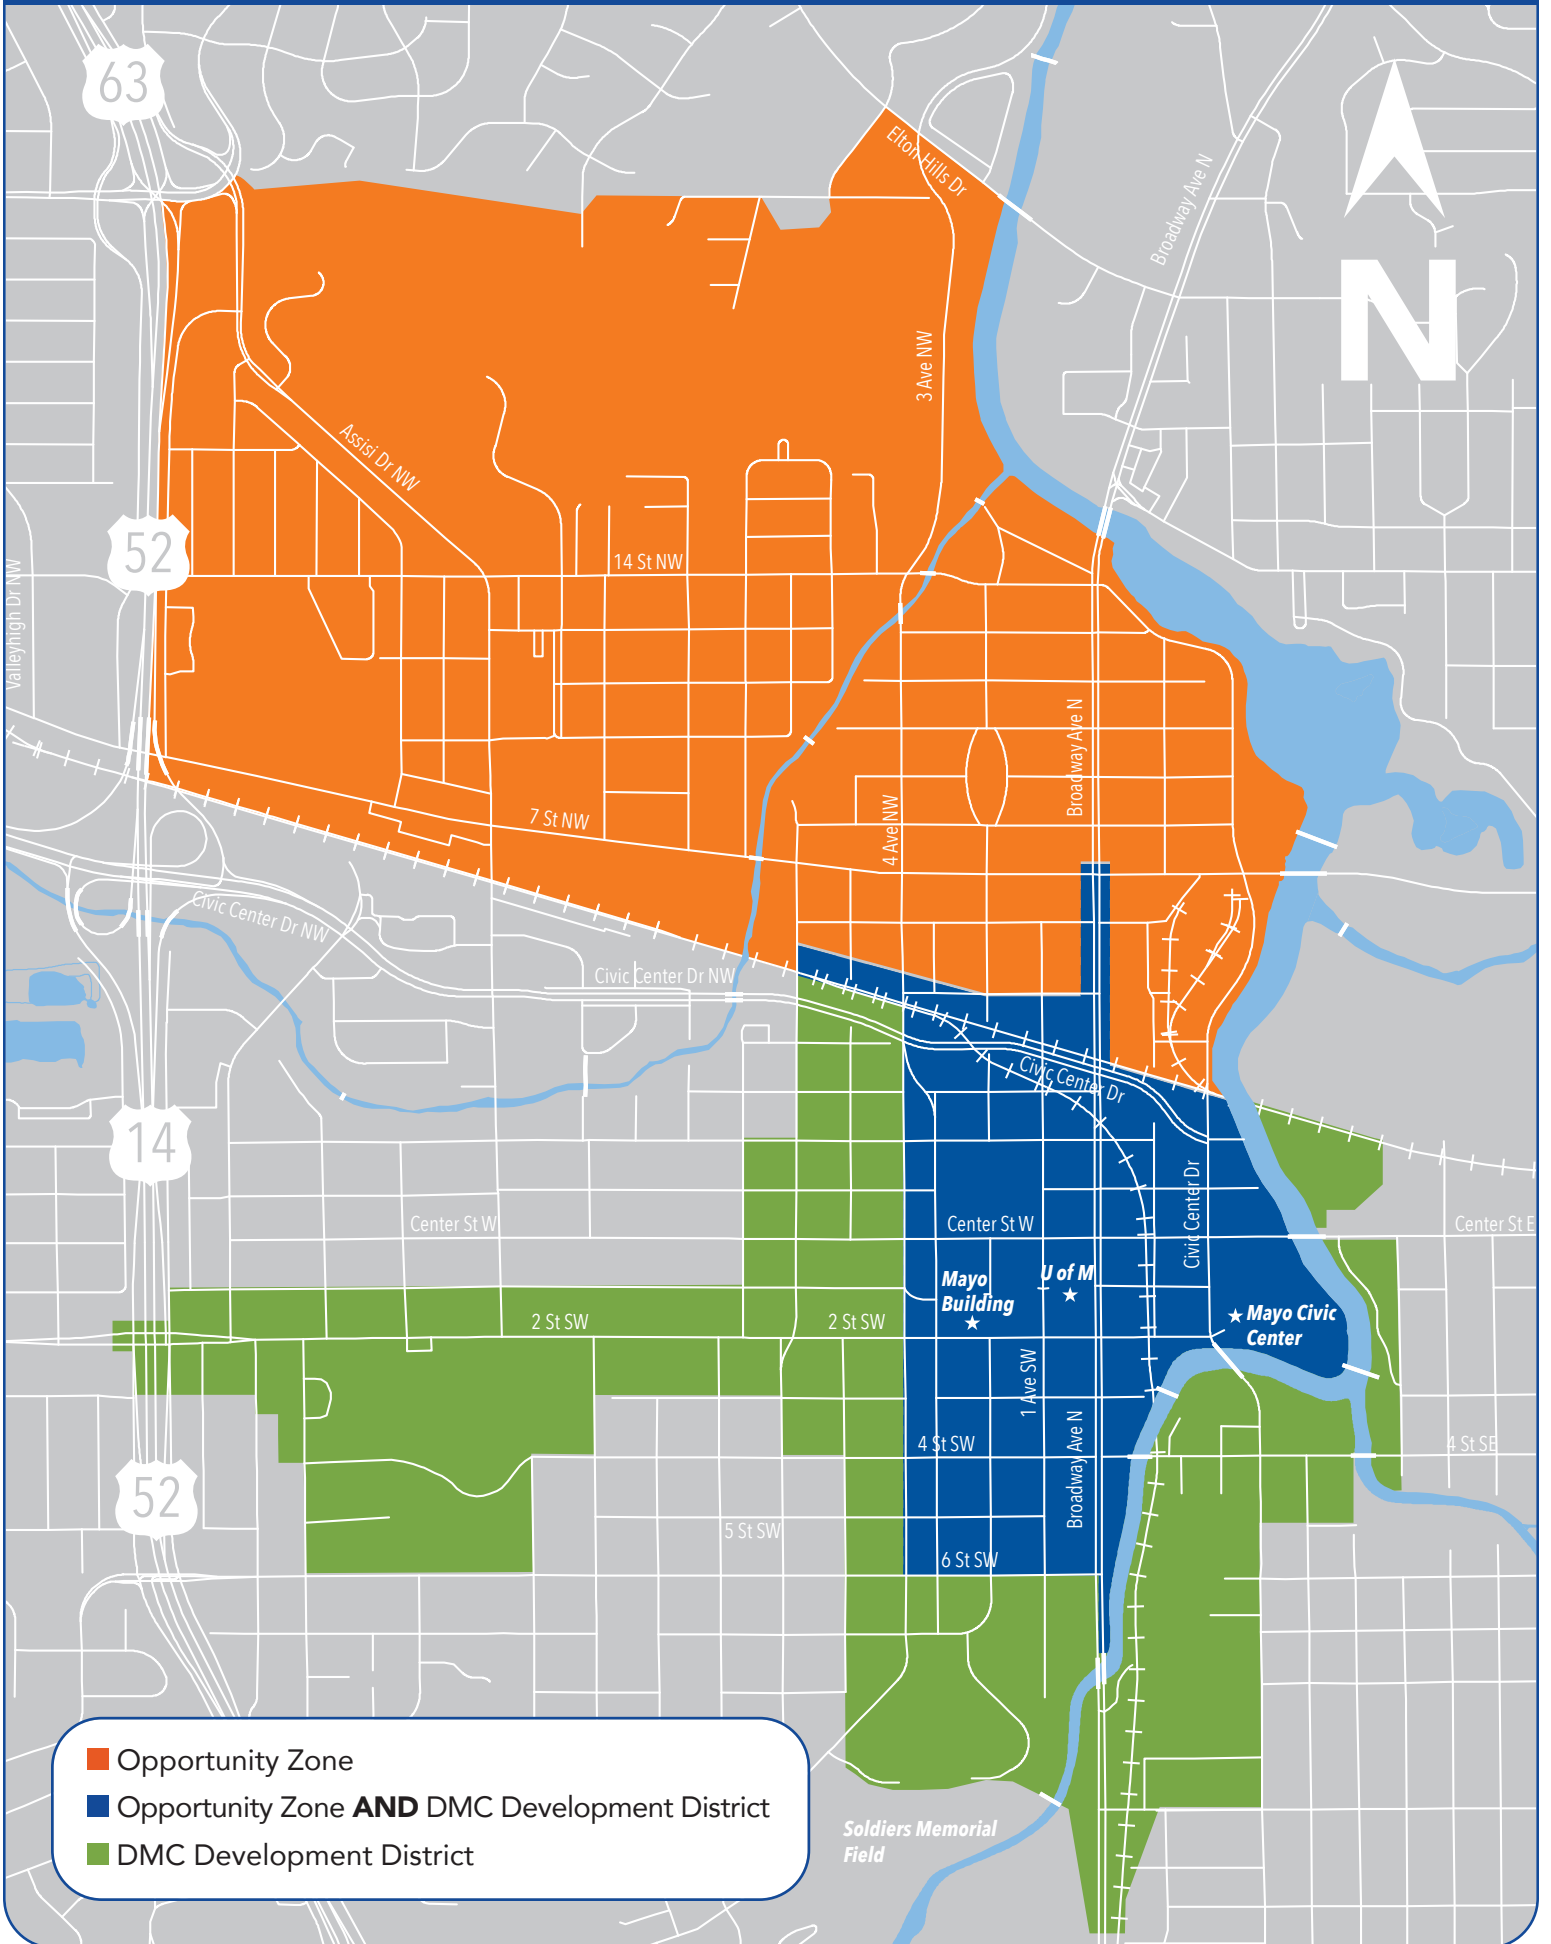 63
Elton Hills Dr
Broadway Ave N
N
3 Ave NW
Assisi Dr NW
52
14 St NW
Valleyhigh Dr NW
Broadway Ave N
4 Ave NW
7 St NW
Civic Center Dr NW
Civic Center Dr NW
Civic Center Dr
14
Civic Center Dr
Center St W
Center St W
Center St E
U of M
Mayo
Building
Mayo Civic
Center
2 St SW
2 St SW
1 Ave SW
Broadway Ave N
4 St SW
4 St SE
52
5 St SW
6 St SW
Opportunity Zone
Opportunity Zone AND DMC Development District
DMC Development District
Soldiers Memorial
Field